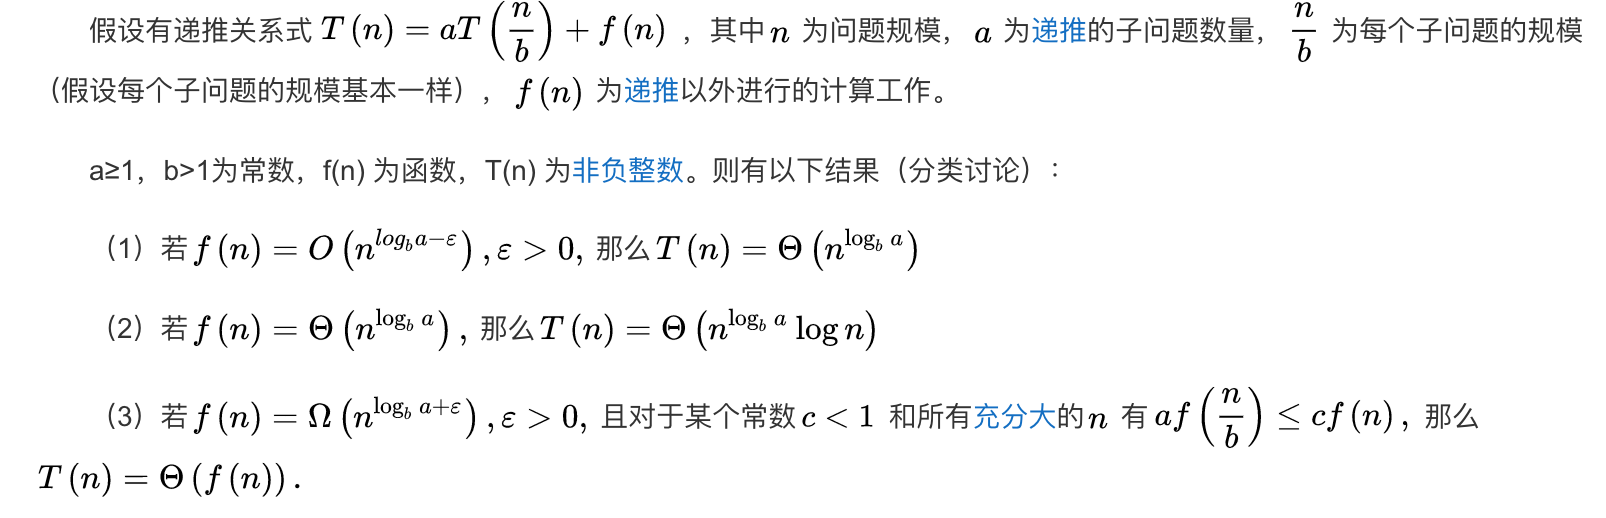 假设有递推关系式 $T(n) = aT\left(\frac{n}{b}\right) + f(n)$ ，其中 $n$ 为问题规模， $a$ 为递推的子问题数量， $\frac{n}{b}$ 为每个子问题的规模
（假设每个子问题的规模基本一样）， $f(n)$ 为递推以外进行的计算工作。
a≥1，b>1为常数，f(n) 为函数，T(n) 为非负整数。则有以下结果（分类讨论）：
（1）若 $f(n) = O\left(n^{log_b a-\varepsilon}\right), \varepsilon > 0,$ 那么 $T(n) = \Theta\left(n^{\log_b a}\right)$
（2）若 $f(n) = \Theta\left(n^{\log_b a}\right),$ 那么 $T(n) = \Theta\left(n^{\log_b a} \log n\right)$
（3）若 $f(n) = \Omega\left(n^{\log_b a+\varepsilon}\right), \varepsilon > 0,$ 且对于某个常数 $c < 1$ 和所有充分大的 $n$ 有 $af\left(\frac{n}{b}\right) \leq cf(n),$ 那么
$T(n) = \Theta(f(n)).$